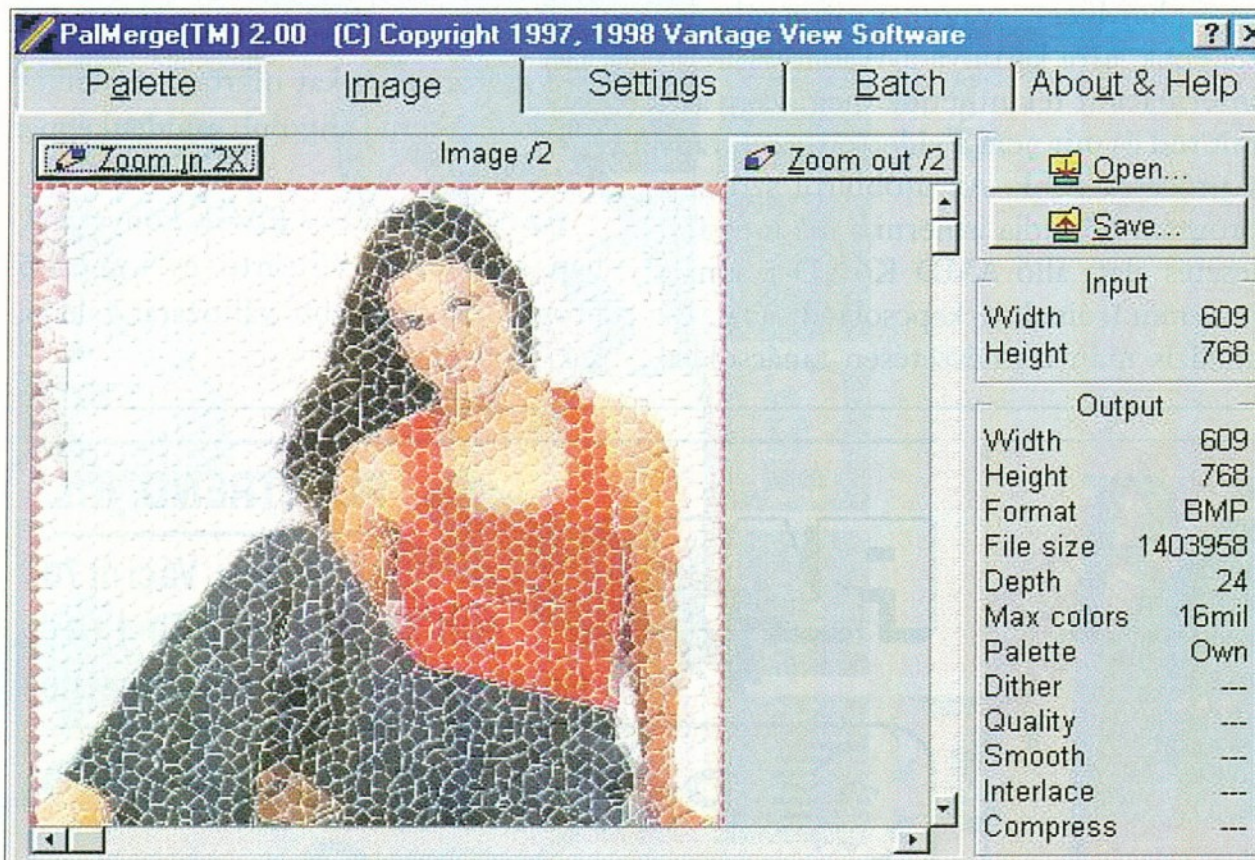 PalMerge(TM) 2.00 (C) Copyright 1997, 1998 Vantage View Software
Palette Image Settings Batch About & Help
Zoom in 2X Image /2 Zoom out /2
Open...
Save...
Input
Width 609
Height 768
Output
Width 609
Height 768
Format BMP
File size 1403958
Depth 24
Max colors 16mil
Palette Own
Dither ---
Quality ---
Smooth ---
Interlace ---
Compress ---